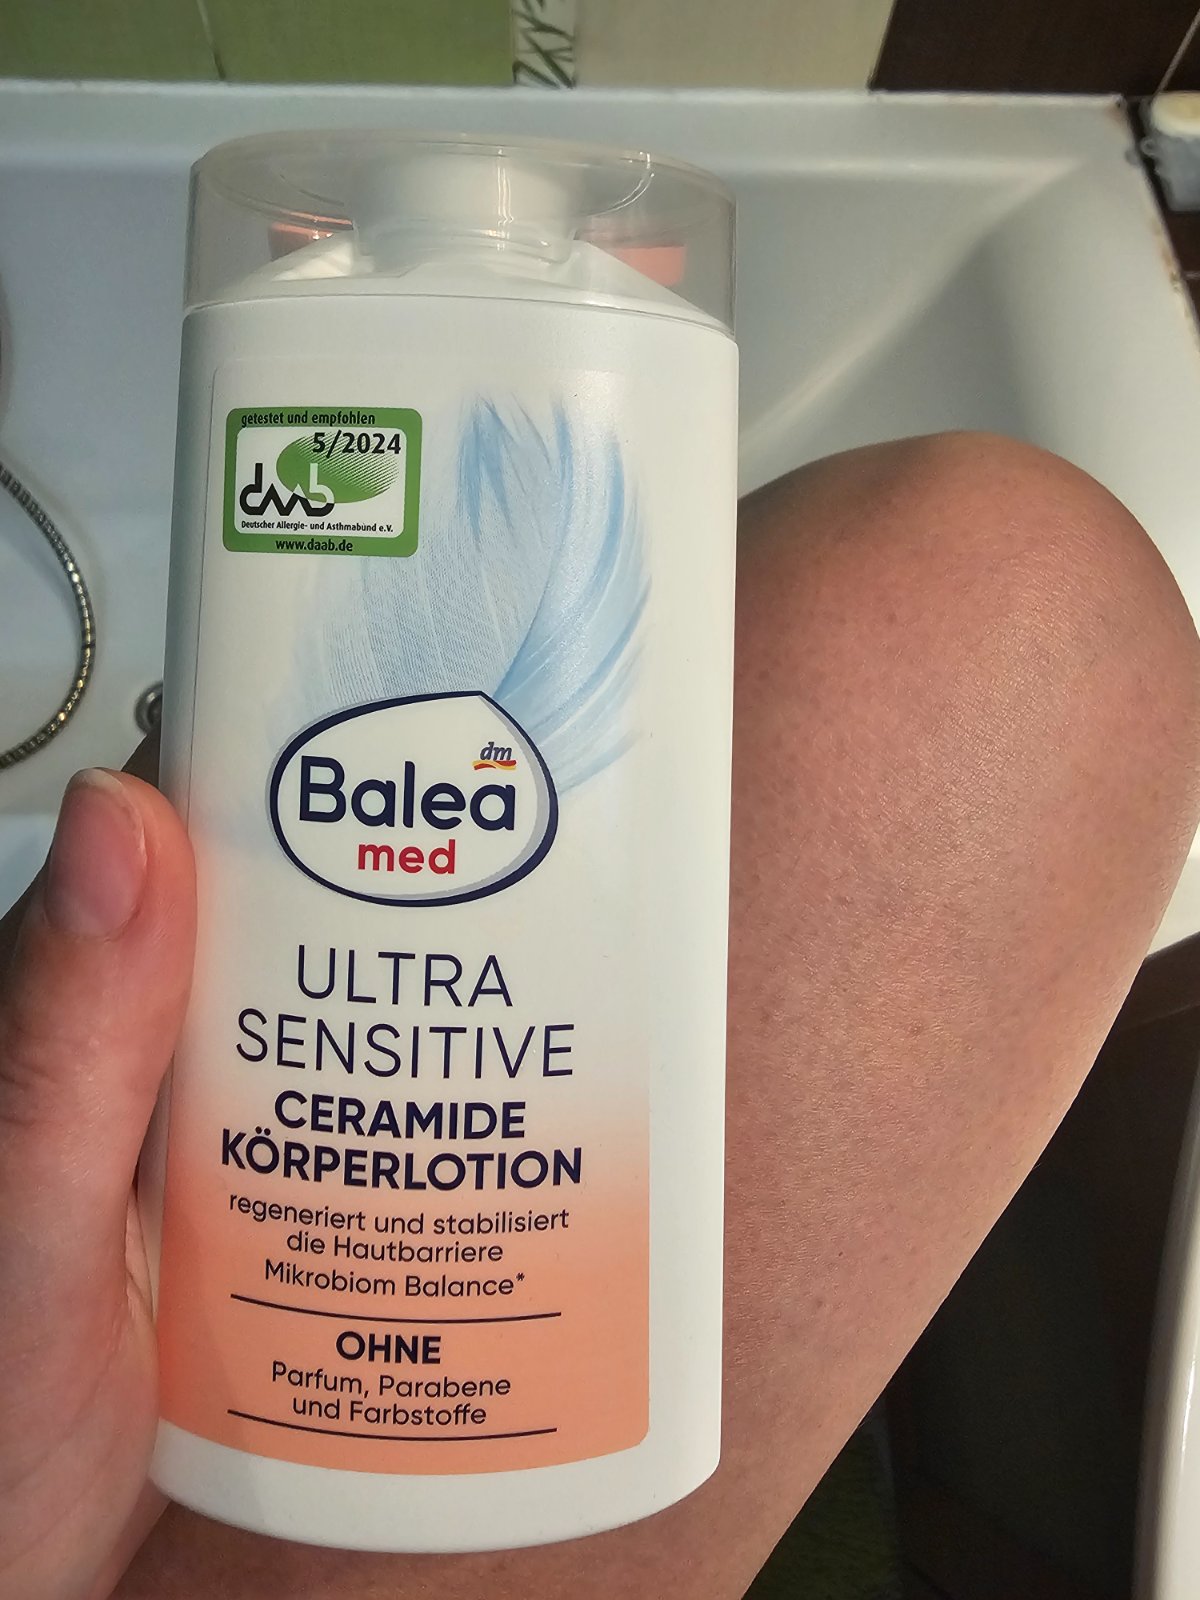 getestet und empfohlen
5/2024
daab
Deutscher Allergie- und Asthmabund e.V.
www.daab.de
dm
Balea
med
ULTRA
SENSITIVE
CERAMIDE
KÖRPERLOTION
regeneriert und stabilisiert
die Hautbarriere
Mikrobiom Balance*
OHNE
Parfum, Parabene
und Farbstoffe